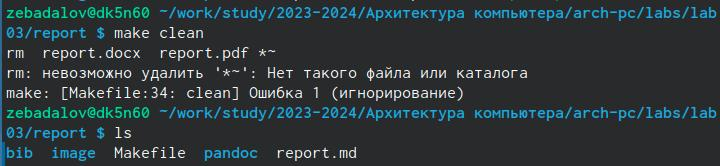 zebadalov@dk5n60 ~/work/study/2023-2024/Архитектура компьютера/arch-pc/labs/lab
03/report $ make clean
rm  report.docx  report.pdf *~
rm: невозможно удалить '*~': Нет такого файла или каталога
make: [Makefile:34: clean] Ошибка 1 (игнорирование)
zebadalov@dk5n60 ~/work/study/2023-2024/Архитектура компьютера/arch-pc/labs/lab
03/report $ ls
bib  image  Makefile  pandoc  report.md